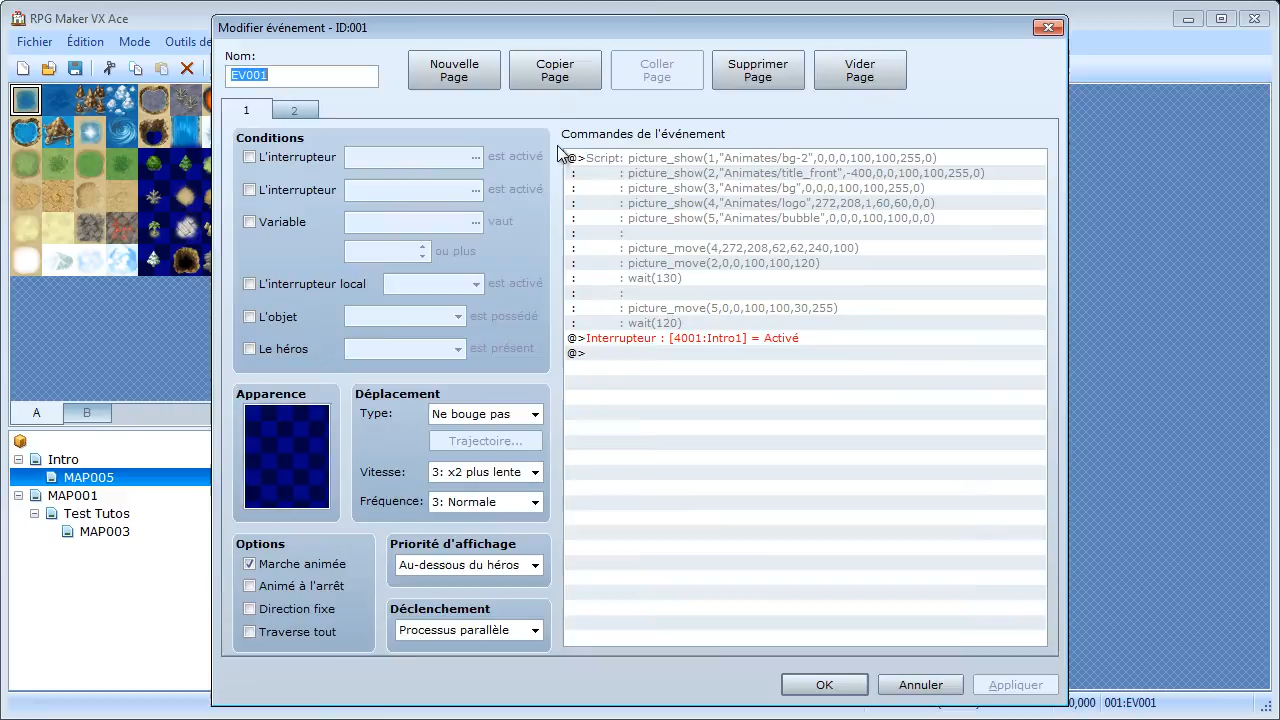 RPG Maker VX Ace
Fichier Édition Mode Outils de
Modifier événement - ID:001
Nom:
EV001
Nouvelle Page
Copier Page
Coller Page
Supprimer Page
Vider Page
1 2
Conditions
L'interrupteur ... est activé
L'interrupteur ... est activé
Variable ... vaut
ou plus
L'interrupteur local est activé
L'objet est possédé
Le héros est présent
Apparence
Déplacement
Type: Ne bouge pas
Trajectoire...
Vitesse: 3: x2 plus lente
Fréquence: 3: Normale
Options
Marche animée
Animé à l'arrêt
Direction fixe
Traverse tout
Priorité d'affichage
Au-dessous du héros
Déclenchement
Processus parallèle
Commandes de l'événement
@>Script: picture_show(1,"Animates/bg-2",0,0,0,100,100,255,0)
: : picture_show(2,"Animates/title_front",-400,0,0,100,100,255,0)
: : picture_show(3,"Animates/bg",0,0,0,100,100,255,0)
: : picture_show(4,"Animates/logo",272,208,1,60,60,0,0)
: : picture_show(5,"Animates/bubble",0,0,0,100,100,0,0)
: :
: : picture_move(4,272,208,62,62,240,100)
: : picture_move(2,0,0,100,100,120)
: : wait(130)
: :
: : picture_move(5,0,0,100,100,30,255)
: : wait(120)
@>Interrupteur : [4001:Intro1] = Activé
@>
A B
Intro
MAP005
MAP001
Test Tutos
MAP003
OK Annuler Appliquer
001:EV001